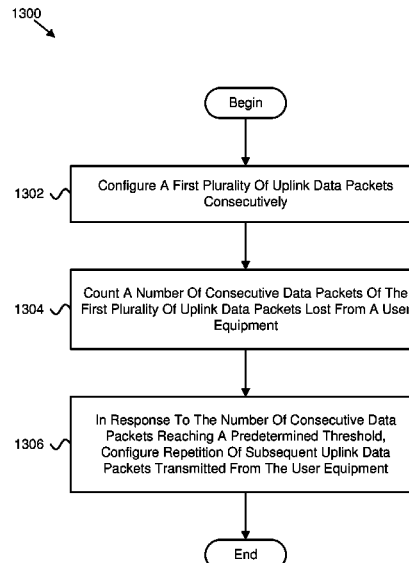 1300
Begin
1302
Configure A First Plurality Of Uplink Data Packets
Consecutively
1304
Count A Number Of Consecutive Data Packets Of The
First Plurality Of Uplink Data Packets Lost From A User
Equipment
1306
In Response To The Number Of Consecutive Data
Packets Reaching A Predetermined Threshold,
Configure Repetition Of Subsequent Uplink Data
Packets Transmitted From The User Equipment
End